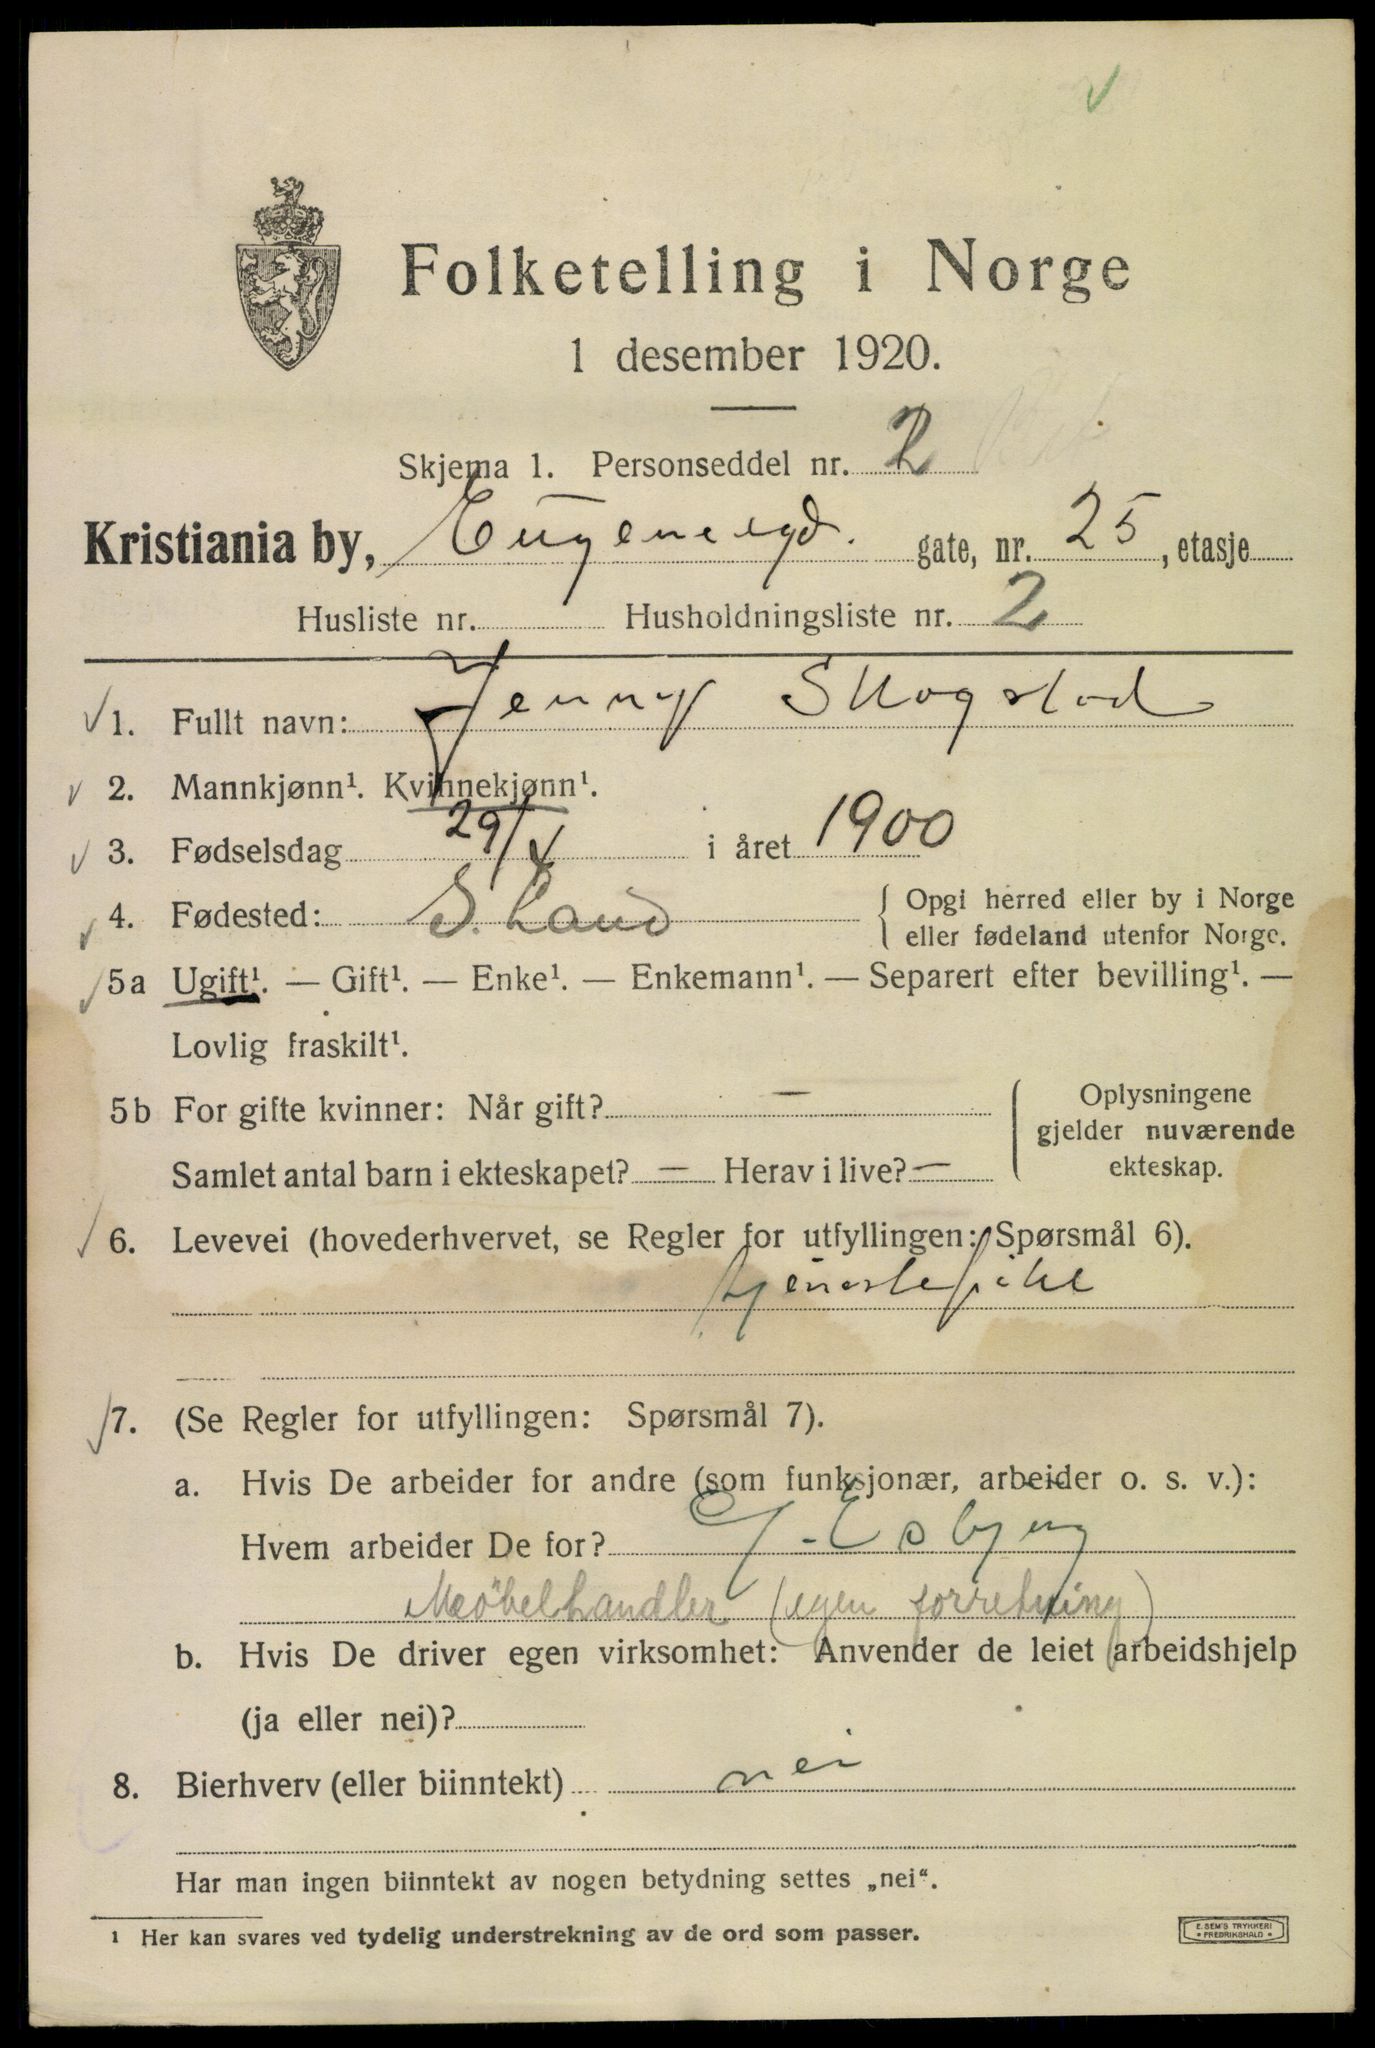 Folketelling i Norge
1 desember 1920.
Skjema 1. Personseddel nr. 2
Kristiania by, Eugeniesgd. gate, nr. 25, etasje
Husliste nr. Husholdningsliste nr. 2
1. Fullt navn: Jenny Skogstad
2. Mannkjønn¹. Kvinnekjønn¹.
3. Fødselsdag 29/X i året 1900
4. Fødested: S. Land { Opgi herred eller by i Norge
eller fødeland utenfor Norge.
5a Ugift¹. — Gift¹. — Enke¹. — Enkemann¹. — Separert efter bevilling¹. —
Lovlig fraskilt¹.
5b For gifte kvinner: Når gift? — { Oplysningene
gjelder nuværende
ekteskap.
Samlet antal barn i ekteskapet? — Herav i live? —
6. Levevei (hovederhvervet, se Regler for utfyllingen: Spørsmål 6).
tjenestepike
7. (Se Regler for utfyllingen: Spørsmål 7).
a. Hvis De arbeider for andre (som funksjonær, arbeider o. s. v.):
Hvem arbeider De for? Esbjerg
Møbelhandler (egen forretning)
b. Hvis De driver egen virksomhet: Anvender de leiet arbeidshjelp
(ja eller nei)?
8. Bierhverv (eller biinntekt) nei
Har man ingen biinntekt av nogen betydning settes „nei“.
¹ Her kan svares ved tydelig understrekning av de ord som passer.
E. SEM'S TRYKKERI
FREDRIKSHALD